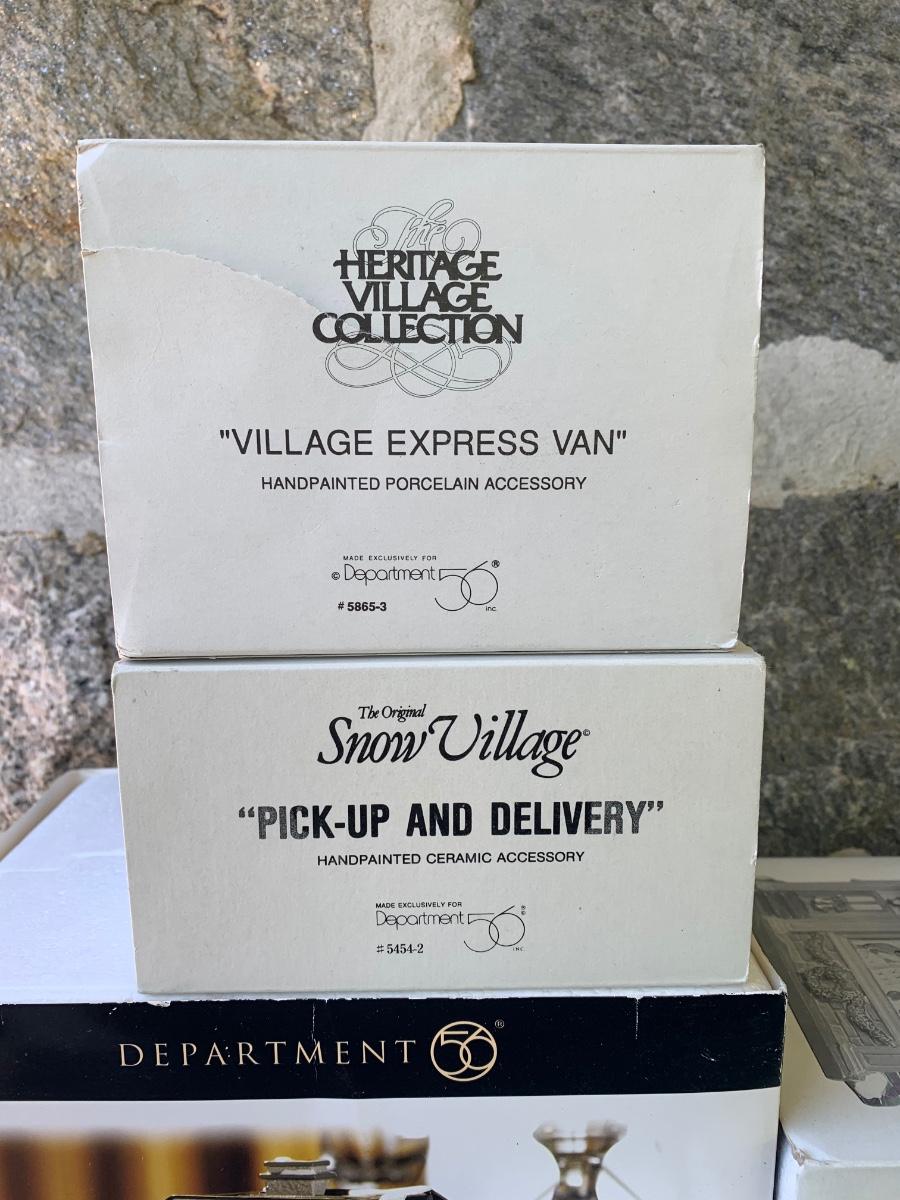 The
HERITAGE
VILLAGE
COLLECTION
"VILLAGE EXPRESS VAN"
HANDPAINTED PORCELAIN ACCESSORY
MADE EXCLUSIVELY FOR
© Department 56 ®
inc.
# 5865-3
The Original
Snow Village©
“PICK-UP AND DELIVERY”
HANDPAINTED CERAMIC ACCESSORY
MADE EXCLUSIVELY FOR
Department 56 ®
INC.
# 5454-2
DEPARTMENT 56 ®